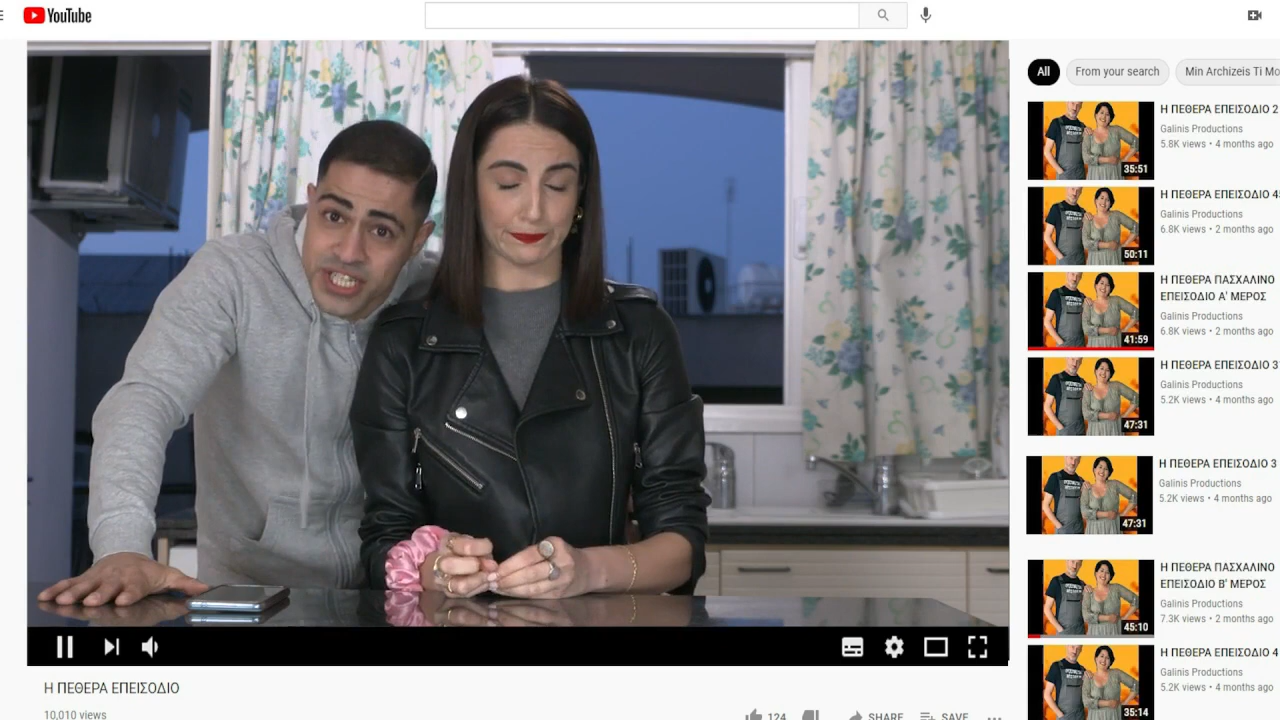 YouTube
All
From your search
Min Archizeis Ti Mo
Η ΠΕΘΕΡΑ ΕΠΕΙΣΟΔΙΟ 2
Galinis Productions
5.8K views • 4 months ago
35:51
Η ΠΕΘΕΡΑ ΕΠΕΙΣΟΔΙΟ 4
Galinis Productions
6.8K views • 2 months ago
50:11
Η ΠΕΘΕΡΑ ΠΑΣΧΑΛΙΝΟ
ΕΠΕΙΣΟΔΙΟ Α' ΜΕΡΟΣ
Galinis Productions
6.8K views • 2 months ago
41:59
Η ΠΕΘΕΡΑ ΕΠΕΙΣΟΔΙΟ 3
Galinis Productions
5.2K views • 4 months ago
47:31
Η ΠΕΘΕΡΑ ΕΠΕΙΣΟΔΙΟ 3
Galinis Productions
5.2K views • 4 months ago
47:31
Η ΠΕΘΕΡΑ ΠΑΣΧΑΛΙΝΟ
ΕΠΕΙΣΟΔΙΟ Β' ΜΕΡΟΣ
Galinis Productions
7.3K views • 2 months ago
45:10
Η ΠΕΘΕΡΑ ΕΠΕΙΣΟΔΙΟ 4
Galinis Productions
5.2K views • 4 months ago
35:14
Η ΠΕΘΕΡΑ ΕΠΕΙΣΟΔΙΟ
10,010 views
124
SHARE
SAVE